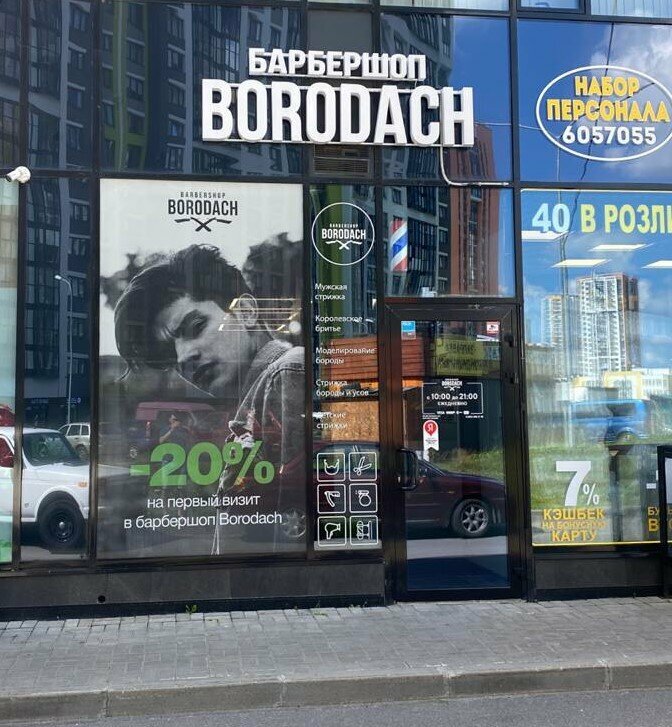 БАРБЕРШОП
BORODACH
НАБОР
ПЕРСОНАЛА
6057055
BARBERSHOP
BORODACH
-20%
на первый визит
в барбершоп Borodach
BARBERSHOP
BORODACH
Мужская
стрижка
Королевское
бритье
Моделирование
бороды
Стрижка
бороды и усов
Детские
стрижки
BORODACH
с 10:00 до 21:00
ЕЖЕДНЕВНО
Я
40 В РОЗЛИ
7%
КЭШБЕК
НА БОНУСНУЮ
КАРТУ